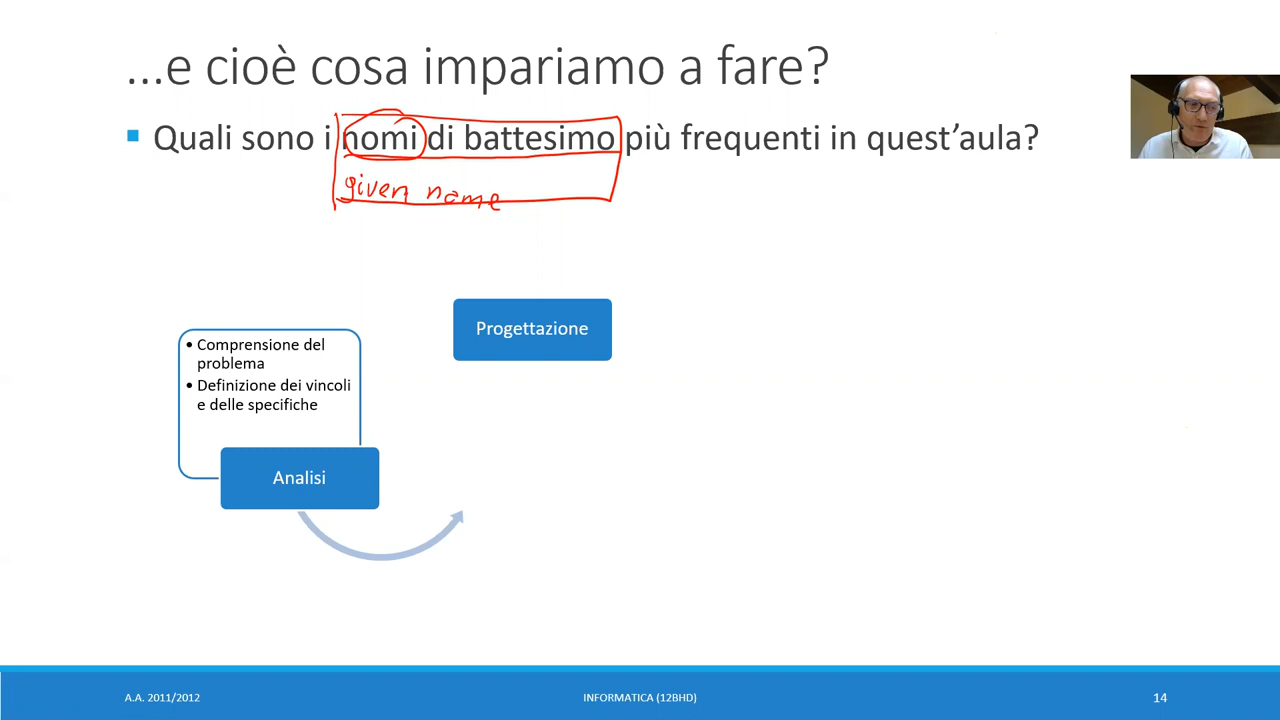 ...e cioè cosa impariamo a fare?
Quali sono i nomi di battesimo più frequenti in quest'aula?
given name
Progettazione
• Comprensione del
problema
• Definizione dei vincoli
e delle specifiche
Analisi
A.A. 2011/2012
INFORMATICA (12BHD)
14